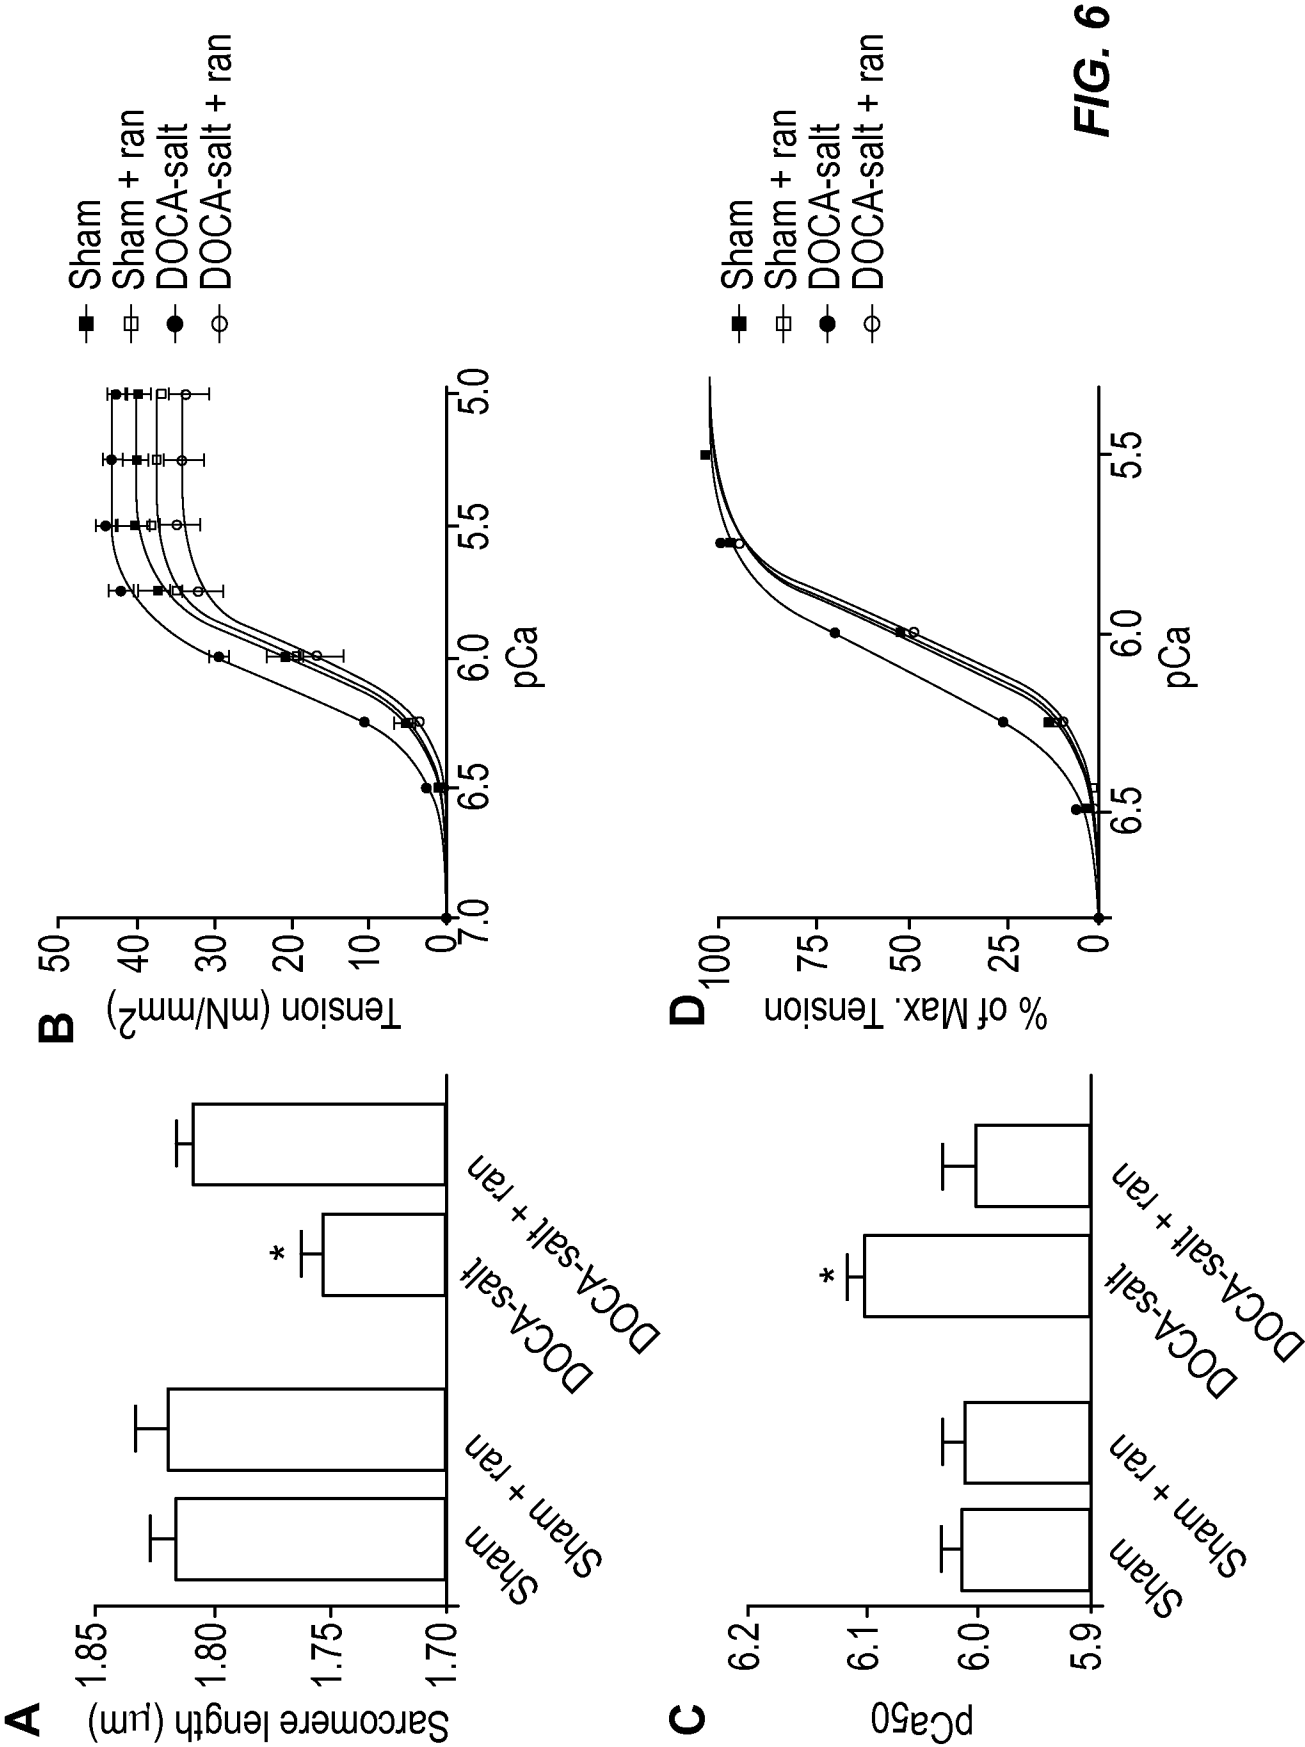 A
Sarcomere length (μm)
1.85
1.80
1.75
1.70
*
Sham
Sham + ran
DOCA-salt
DOCA-salt + ran
B
Tension (mN/mm²)
50
40
30
20
10
0
7.0
6.5
6.0
5.5
5.0
pCa
Sham
Sham + ran
DOCA-salt
DOCA-salt + ran
C
pCa50
6.2
6.1
6.0
5.9
*
Sham
Sham + ran
DOCA-salt
DOCA-salt + ran
D
% of Max. Tension
100
75
50
25
0
6.5
6.0
5.5
pCa
Sham
Sham + ran
DOCA-salt
DOCA-salt + ran
FIG. 6